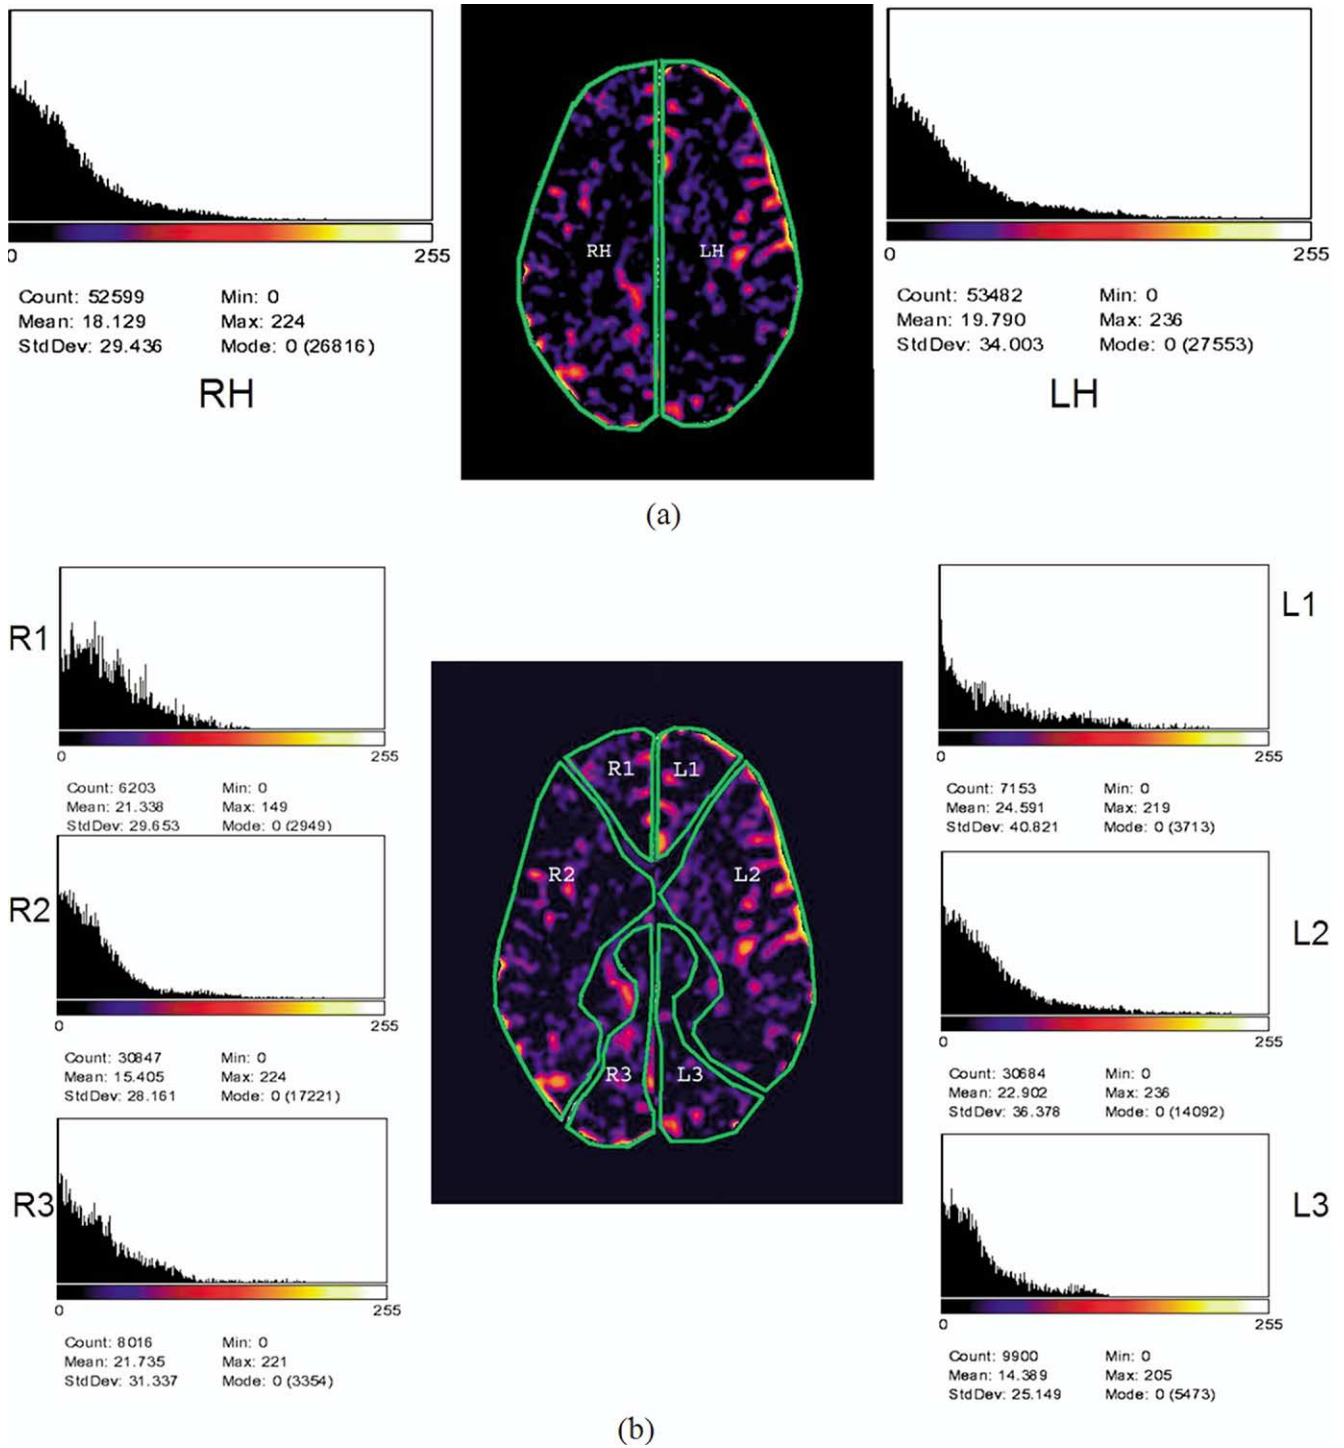 0 255
Count: 52599 Min: 0
Mean: 18.129 Max: 224
StdDev: 29.436 Mode: 0 (26816)
RH
RH LH
0 255
Count: 53482 Min: 0
Mean: 19.790 Max: 236
StdDev: 34.003 Mode: 0 (27553)
LH
(a)
R1
0 255
Count: 6203 Min: 0
Mean: 21.338 Max: 149
StdDev: 29.653 Mode: 0 (2949)
R2
0 255
Count: 30847 Min: 0
Mean: 15.405 Max: 224
StdDev: 28.161 Mode: 0 (17221)
R3
0 255
Count: 8016 Min: 0
Mean: 21.735 Max: 221
StdDev: 31.337 Mode: 0 (3354)
R1 L1
R2 L2
R3 L3
L1
0 255
Count: 7153 Min: 0
Mean: 24.591 Max: 219
StdDev: 40.821 Mode: 0 (3713)
L2
0 255
Count: 30684 Min: 0
Mean: 22.902 Max: 236
StdDev: 36.378 Mode: 0 (14092)
L3
0 255
Count: 9900 Min: 0
Mean: 14.389 Max: 205
StdDev: 25.149 Mode: 0 (5473)
(b)